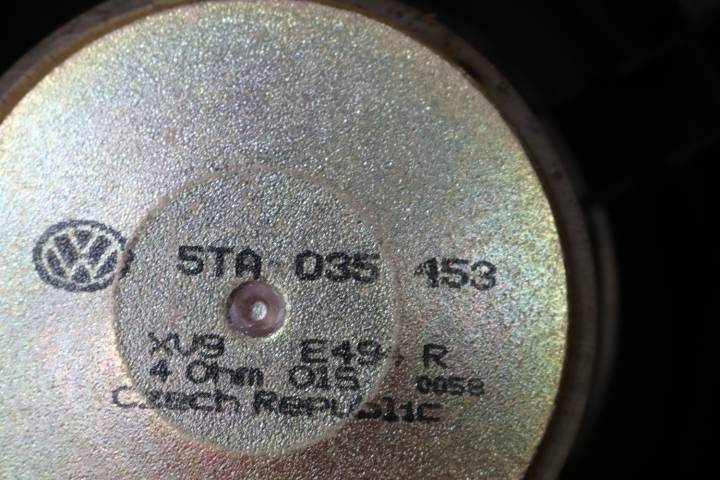 5TA 035 453
XV9 E49 R
4 Ohm 015 0058
Czech Republic